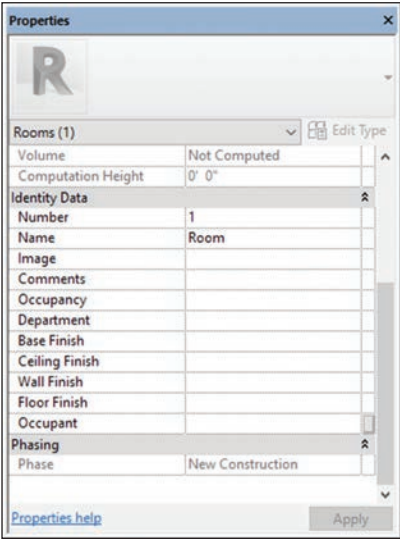 Properties
R
Rooms (1) Edit Type
Volume Not Computed
Computation Height 0' 0"
Identity Data
Number 1
Name Room
Image
Comments
Occupancy
Department
Base Finish
Ceiling Finish
Wall Finish
Floor Finish
Occupant
Phasing
Phase New Construction
Properties help Apply